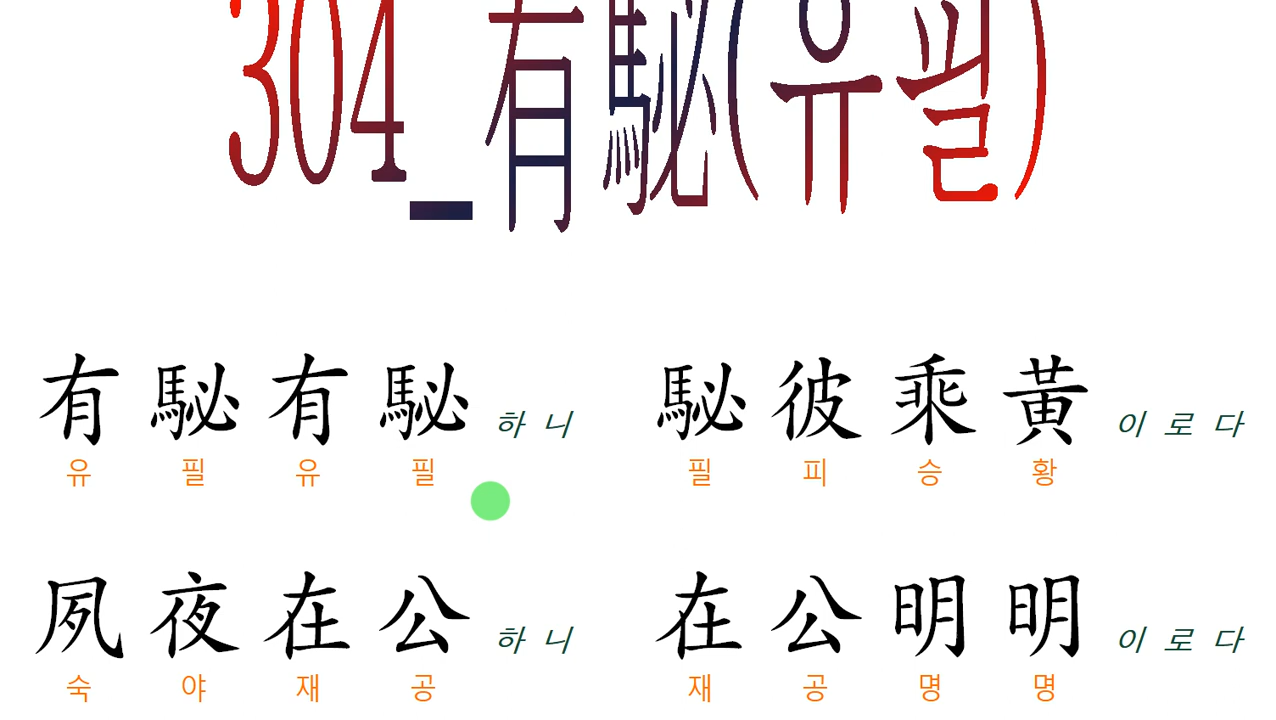 304_有駜(유필)
有駜有駜 하니 駜彼乘黃 이로다
유 필 유 필 필 피 승 황
夙夜在公 하니 在公明明 이로다
숙 야 재 공 재 공 명 명